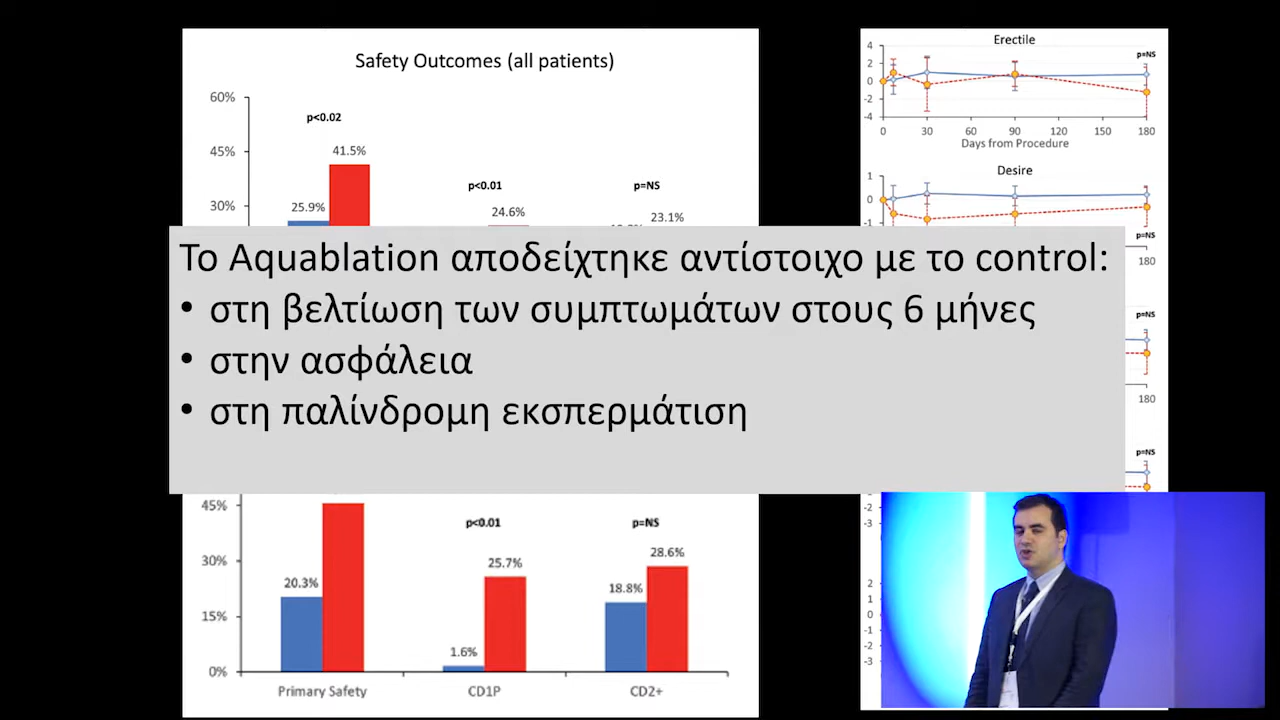 Safety Outcomes (all patients)
60%
p<0.02
45%
41.5%
p<0.01
p=NS
30%
25.9%
24.6%
23.1%
Erectile
p=NS
4
2
0
-2
-4
0 30 60 90 120 150 180
Days from Procedure
Desire
1
0
-1
p=NS
180
Το Aquablation αποδείχτηκε αντίστοιχο με το control:
• στη βελτίωση των συμπτωμάτων στους 6 μήνες
• στην ασφάλεια
• στη παλίνδρομη εκσπερμάτιση
p=NS
180
p=NS
45%
p<0.01
p=NS
30%
25.7%
28.6%
20.3%
18.8%
15%
1.6%
0%
Primary Safety CD1P CD2+
-2
-3
2
1
0
-1
-2
-3